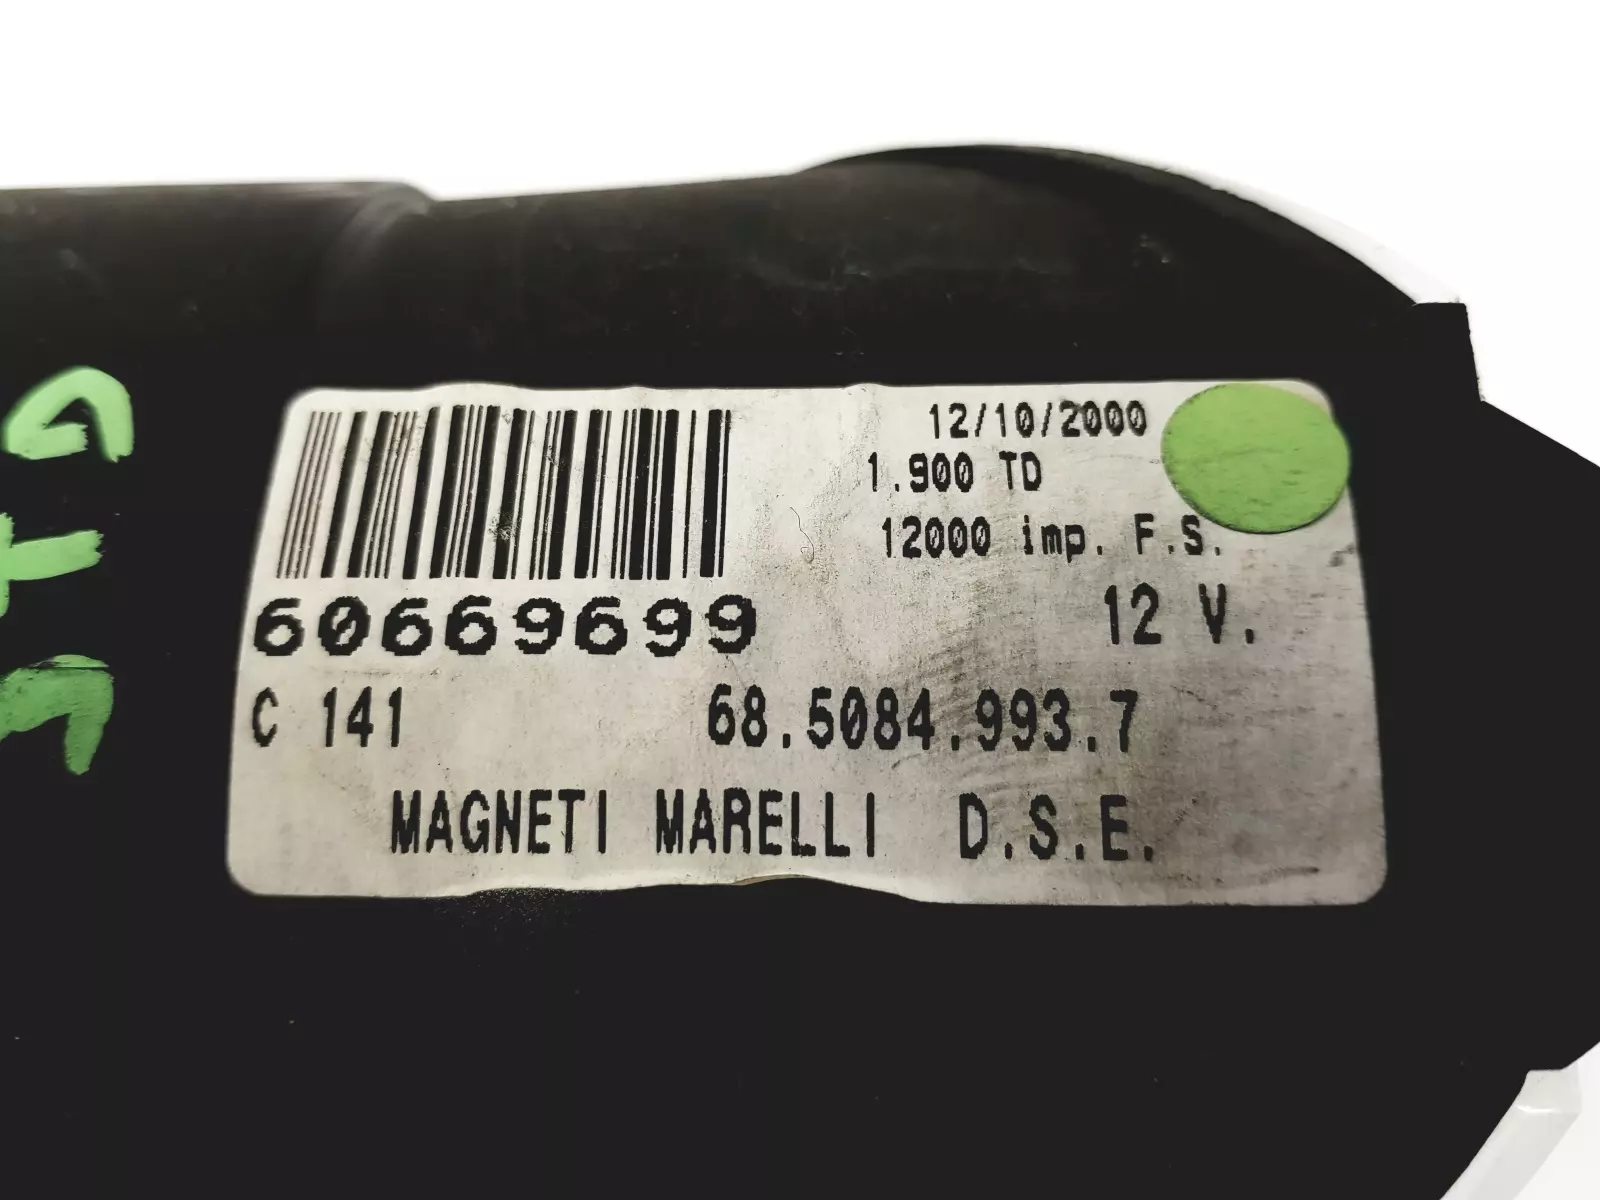 12/10/2000
1.900 TD
12000 imp. F.S.
60669699
12 V.
C 141 68.5084.993.7
MAGNETI MARELLI D.S.E.